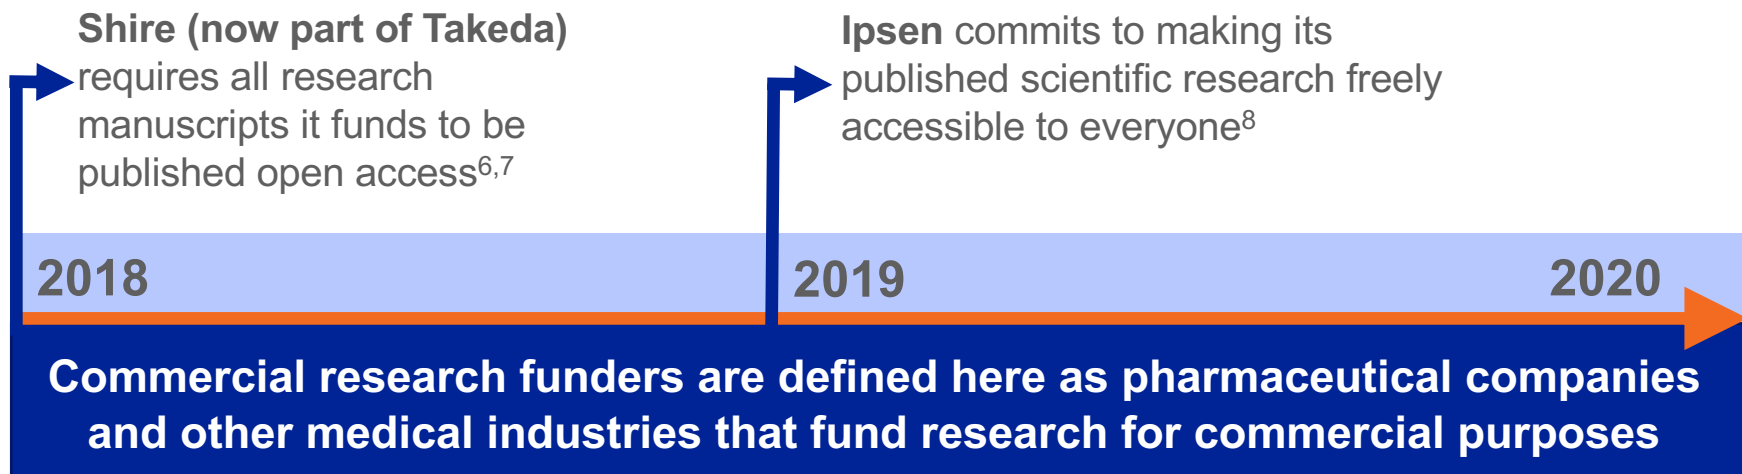 Shire (now part of Takeda)
requires all research
manuscripts it funds to be
published open access6,7
Ipsen commits to making its
published scientific research freely
accessible to everyone8
2018
2019
2020
Commercial research funders are defined here as pharmaceutical companies
and other medical industries that fund research for commercial purposes